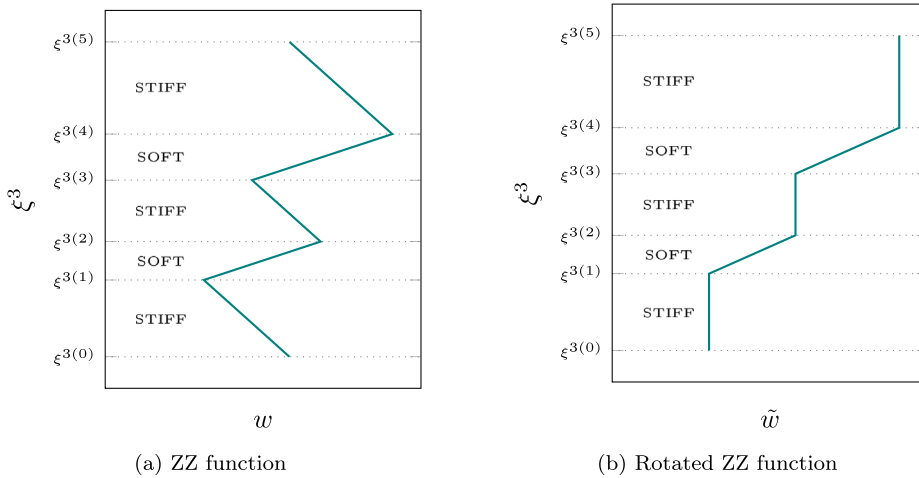 ξ³⁽⁵⁾
STIFF
ξ³⁽⁴⁾
SOFT
ξ³⁽³⁾
STIFF
ξ³⁽²⁾
SOFT
ξ³⁽¹⁾
STIFF
ξ³⁽⁰⁾
ξ³
w
(a) ZZ function
ξ³⁽⁵⁾
STIFF
ξ³⁽⁴⁾
SOFT
ξ³⁽³⁾
STIFF
ξ³⁽²⁾
SOFT
ξ³⁽¹⁾
STIFF
ξ³⁽⁰⁾
ξ³
w̃
(b) Rotated ZZ function